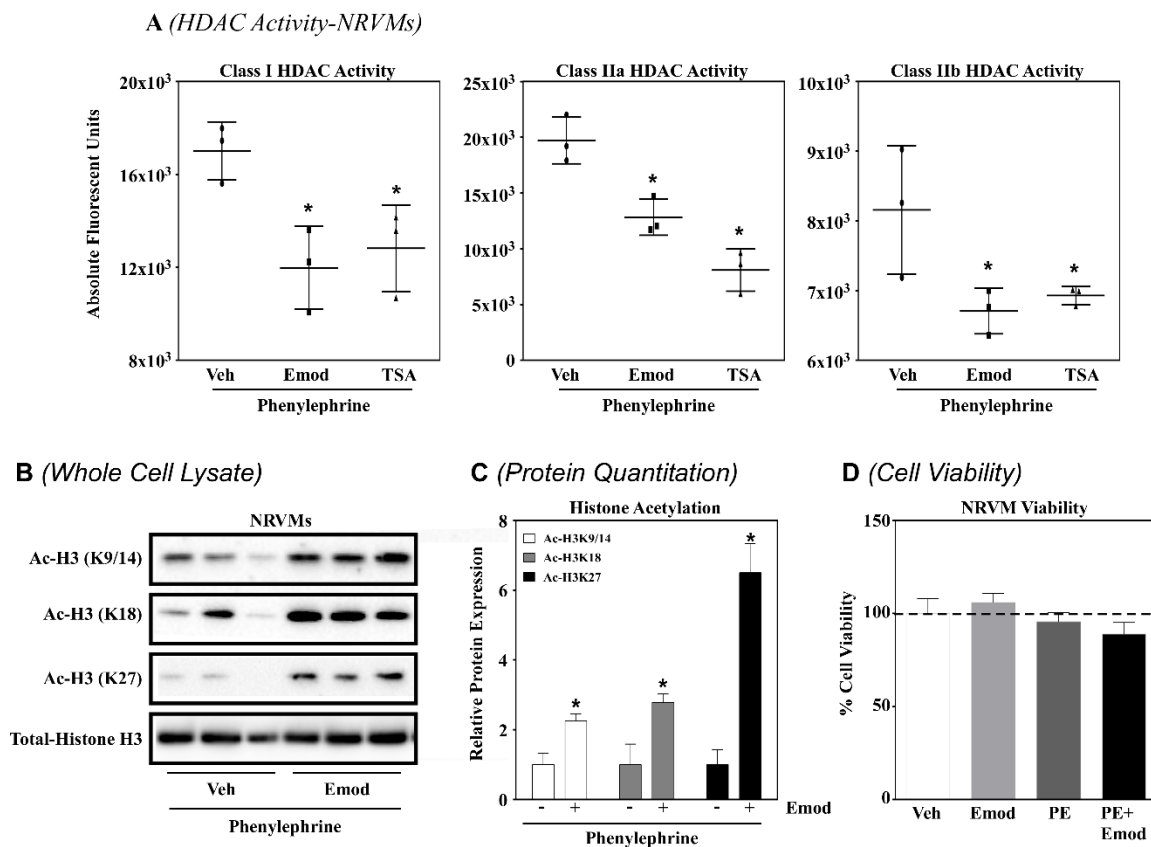 A (HDAC Activity-NRVMs)
Class I HDAC Activity
Class IIa HDAC Activity
Class IIb HDAC Activity
Absolute Fluorescent Units
20x10³
16x10³
12x10³
8x10³
*
*
Veh Emod TSA
Phenylephrine
25x10³
20x10³
15x10³
10x10³
5x10³
0
*
*
Veh Emod TSA
Phenylephrine
9x10³
8x10³
7x10³
6x10³
10x10³
*
*
Veh Emod TSA
Phenylephrine
B (Whole Cell Lysate)
NRVMs
Ac-H3 (K9/14)
Ac-H3 (K18)
Ac-H3 (K27)
Total-Histone H3
Veh Emod
Phenylephrine
C (Protein Quantitation)
Histone Acetylation
Relative Protein Expression
8
6
4
2
0
Ac-H3K9/14
Ac-H3K18
Ac-H3K27
*
*
*
- + - + - + Emod
Phenylephrine
D (Cell Viability)
NRVM Viability
% Cell Viability
150
100
50
0
Veh Emod PE PE+
Emod